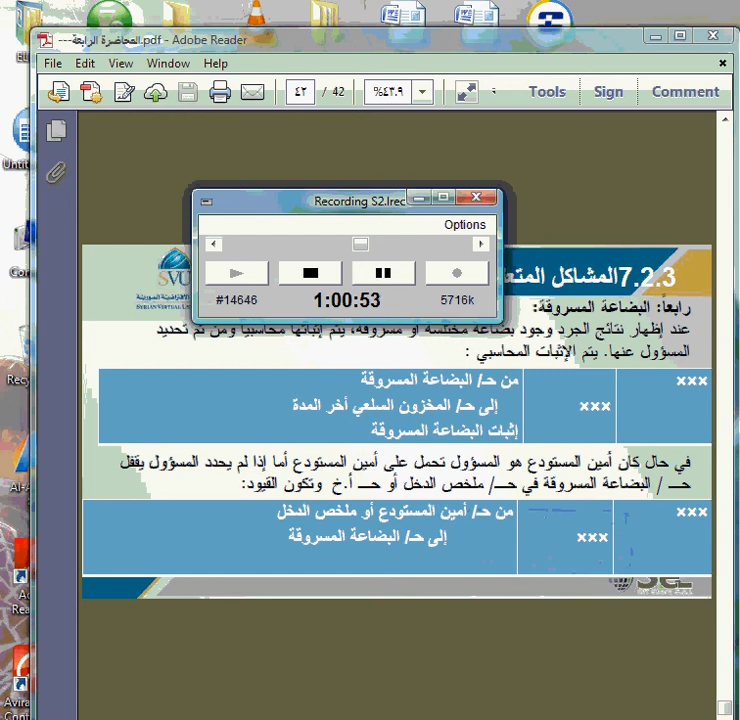 المحاضرة الرابعة---.pdf - Adobe Reader
File Edit View Window Help
٤٢ / 42 %٤٣.٩ Tools Sign Comment
Recording S2.lrec
Options
#14646 1:00:53 5716k
7.2.3المشاكل
SVU
رابعاً: البضاعة المسروقة:
عند إظهار نتائج الجرد وجود بضاعة مختلسة أو مسروقة، يتم إثباتها محاسبياً ومن ثم تحديد
المسؤول عنها. يتم الإثبات المحاسبي :
××× من حـ/ البضاعة المسروقة
××× إلى حـ/ المخزون السلعي أخر المدة
إثبات البضاعة المسروقة
في حال كان أمين المستودع هو المسؤول تحمل على أمين المستودع أما إذا لم يحدد المسؤول يقفل
حــ / البضاعة المسروقة في حــ/ ملخص الدخل أو حــ أ.خ وتكون القيود:
××× من حـ/ أمين المستودع أو ملخص الدخل
××× إلى حـ/ البضاعة المسروقة